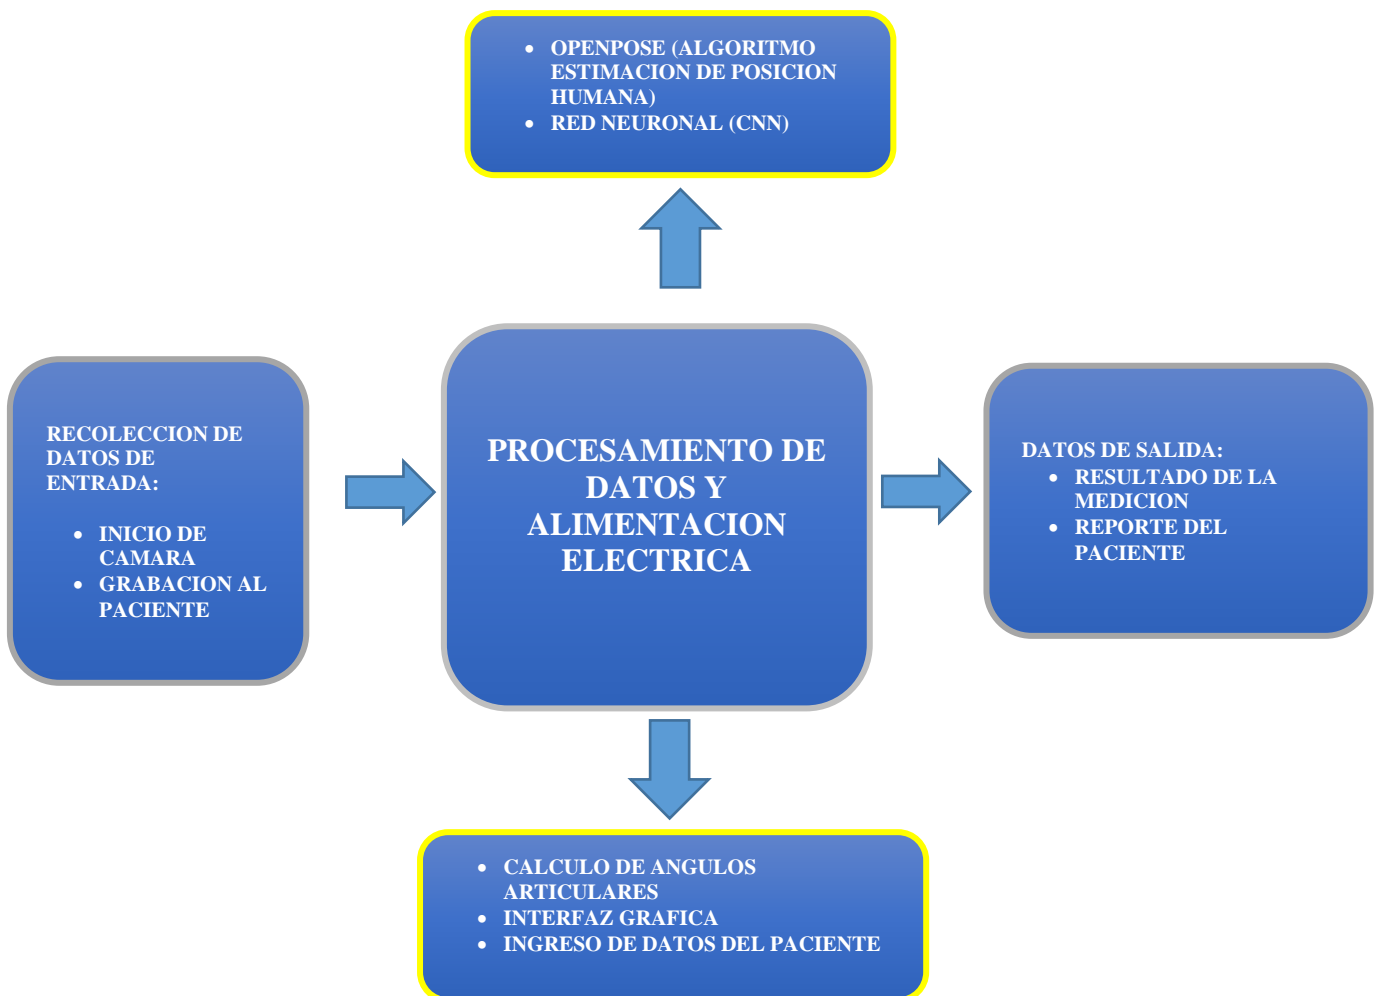 • OPENPOSE (ALGORITMO
ESTIMACION DE POSICION
HUMANA)
• RED NEURONAL (CNN)
RECOLECCION DE
DATOS DE
ENTRADA:
• INICIO DE
CAMARA
• GRABACION AL
PACIENTE
PROCESAMIENTO DE
DATOS Y
ALIMENTACION
ELECTRICA
DATOS DE SALIDA:
• RESULTADO DE LA
MEDICION
• REPORTE DEL
PACIENTE
• CALCULO DE ANGULOS
ARTICULARES
• INTERFAZ GRAFICA
• INGRESO DE DATOS DEL PACIENTE